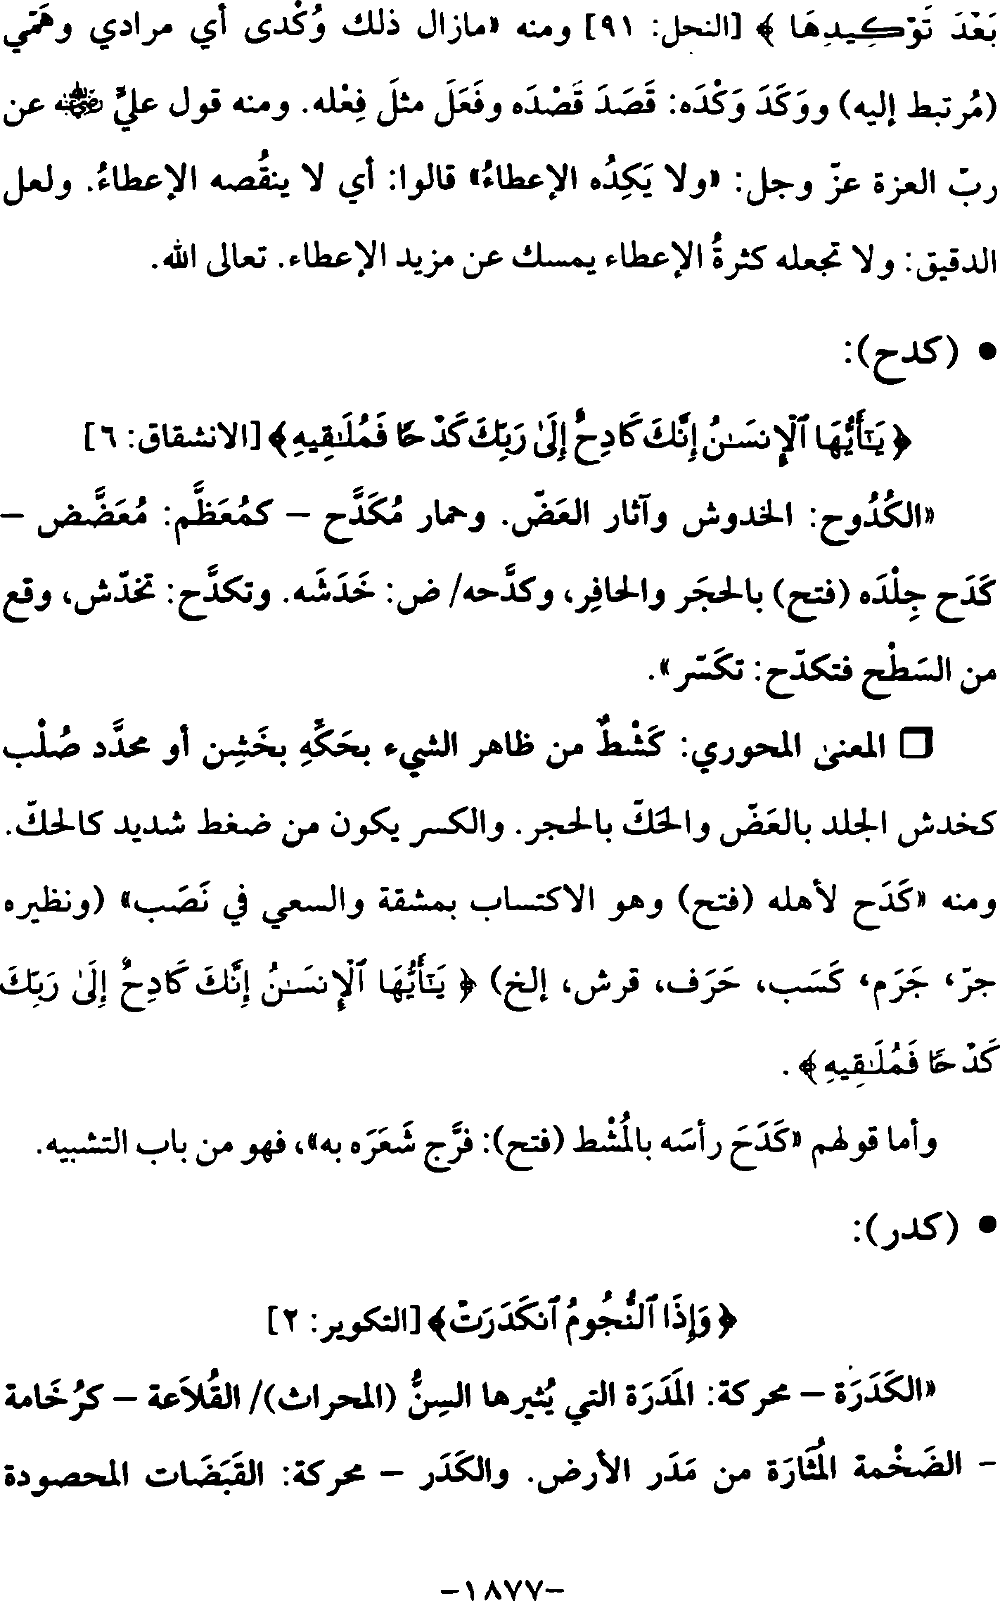 بَعْدَ تَوْكِيدِهَا ﴾ [النحل: ٩١] ومنه «مازال ذلك وُكْدى أي مرادي وهَمّي
(مُرتبط إليه) ووَكَدَ وَكْدَه: قَصَدَ قَصْدَه وفَعَلَ مثلَ فِعْله. ومنه قول عليٍّ ﵁ عن
ربّ العزة عزّ وجل: «ولا يَكِدُه الإعطاءُ» قالوا: أي لا ينقُصه الإعطاءُ. ولعل
الدقيق: ولا تجعله كثرةُ الإعطاء يمسك عن مزيد الإعطاء. تعالى الله.
• (كدح):
﴿ يَـٰٓأَيُّهَا ٱلْإِنسَـٰنُ إِنَّكَ كَادِحٌ إِلَىٰ رَبِّكَ كَدْحًا فَمُلَـٰقِيهِ ﴾ [الانشقاق: ٦]
«الكُدُوح: الخدوش وآثار العَضّ. وحمار مُكَدَّح – كمُعَظَّم: مُعَضَّض –
كَدَح جِلْدَه (فتح) بالحجَر والحافِر، وكدَّحه/ ض: خَدَشَه. وتكدَّح: تخدّش، وقع
من السَطْح فتكدّح: تكَسّر».
❒ المعنىٰ المحوري: كَشْطٌ من ظاهر الشيء بحَكِّهِ بخَشِن أو محدَّد صُلْب
كخدش الجلد بالعَضّ والحَكّ بالحجر. والكسر يكون من ضغط شديد كالحكّ.
ومنه «كَدَح لأهله (فتح) وهو الاكتساب بمشقة والسعي في نَصَب» (ونظيره
جرّ، جَرَم، كَسَب، حَرَف، قرش، إلخ) ﴿ يَـٰٓأَيُّهَا ٱلْإِنسَـٰنُ إِنَّكَ كَادِحٌ إِلَىٰ رَبِّكَ
كَدْحًا فَمُلَـٰقِيهِ ﴾ .
وأما قولهم «كَدَحَ رأسَه بالمُشْط (فتح): فرَّج شَعَرَه به»، فهو من باب التشبيه.
• (كدر):
﴿ وَإِذَا ٱلنُّجُومُ ٱنكَدَرَتْ ﴾ [التكوير: ٢]
«الكَدَرَة – محركة: المَدَرَة التي يُثيرها السِنُّ (المحراث)/ القُلاَعة – كرُخَامة
- الضَخْمة المُثَارَة من مَدَر الأرض. والكَدَر – محركة: القَبَضَات المحصودة
–١٨٧٧–